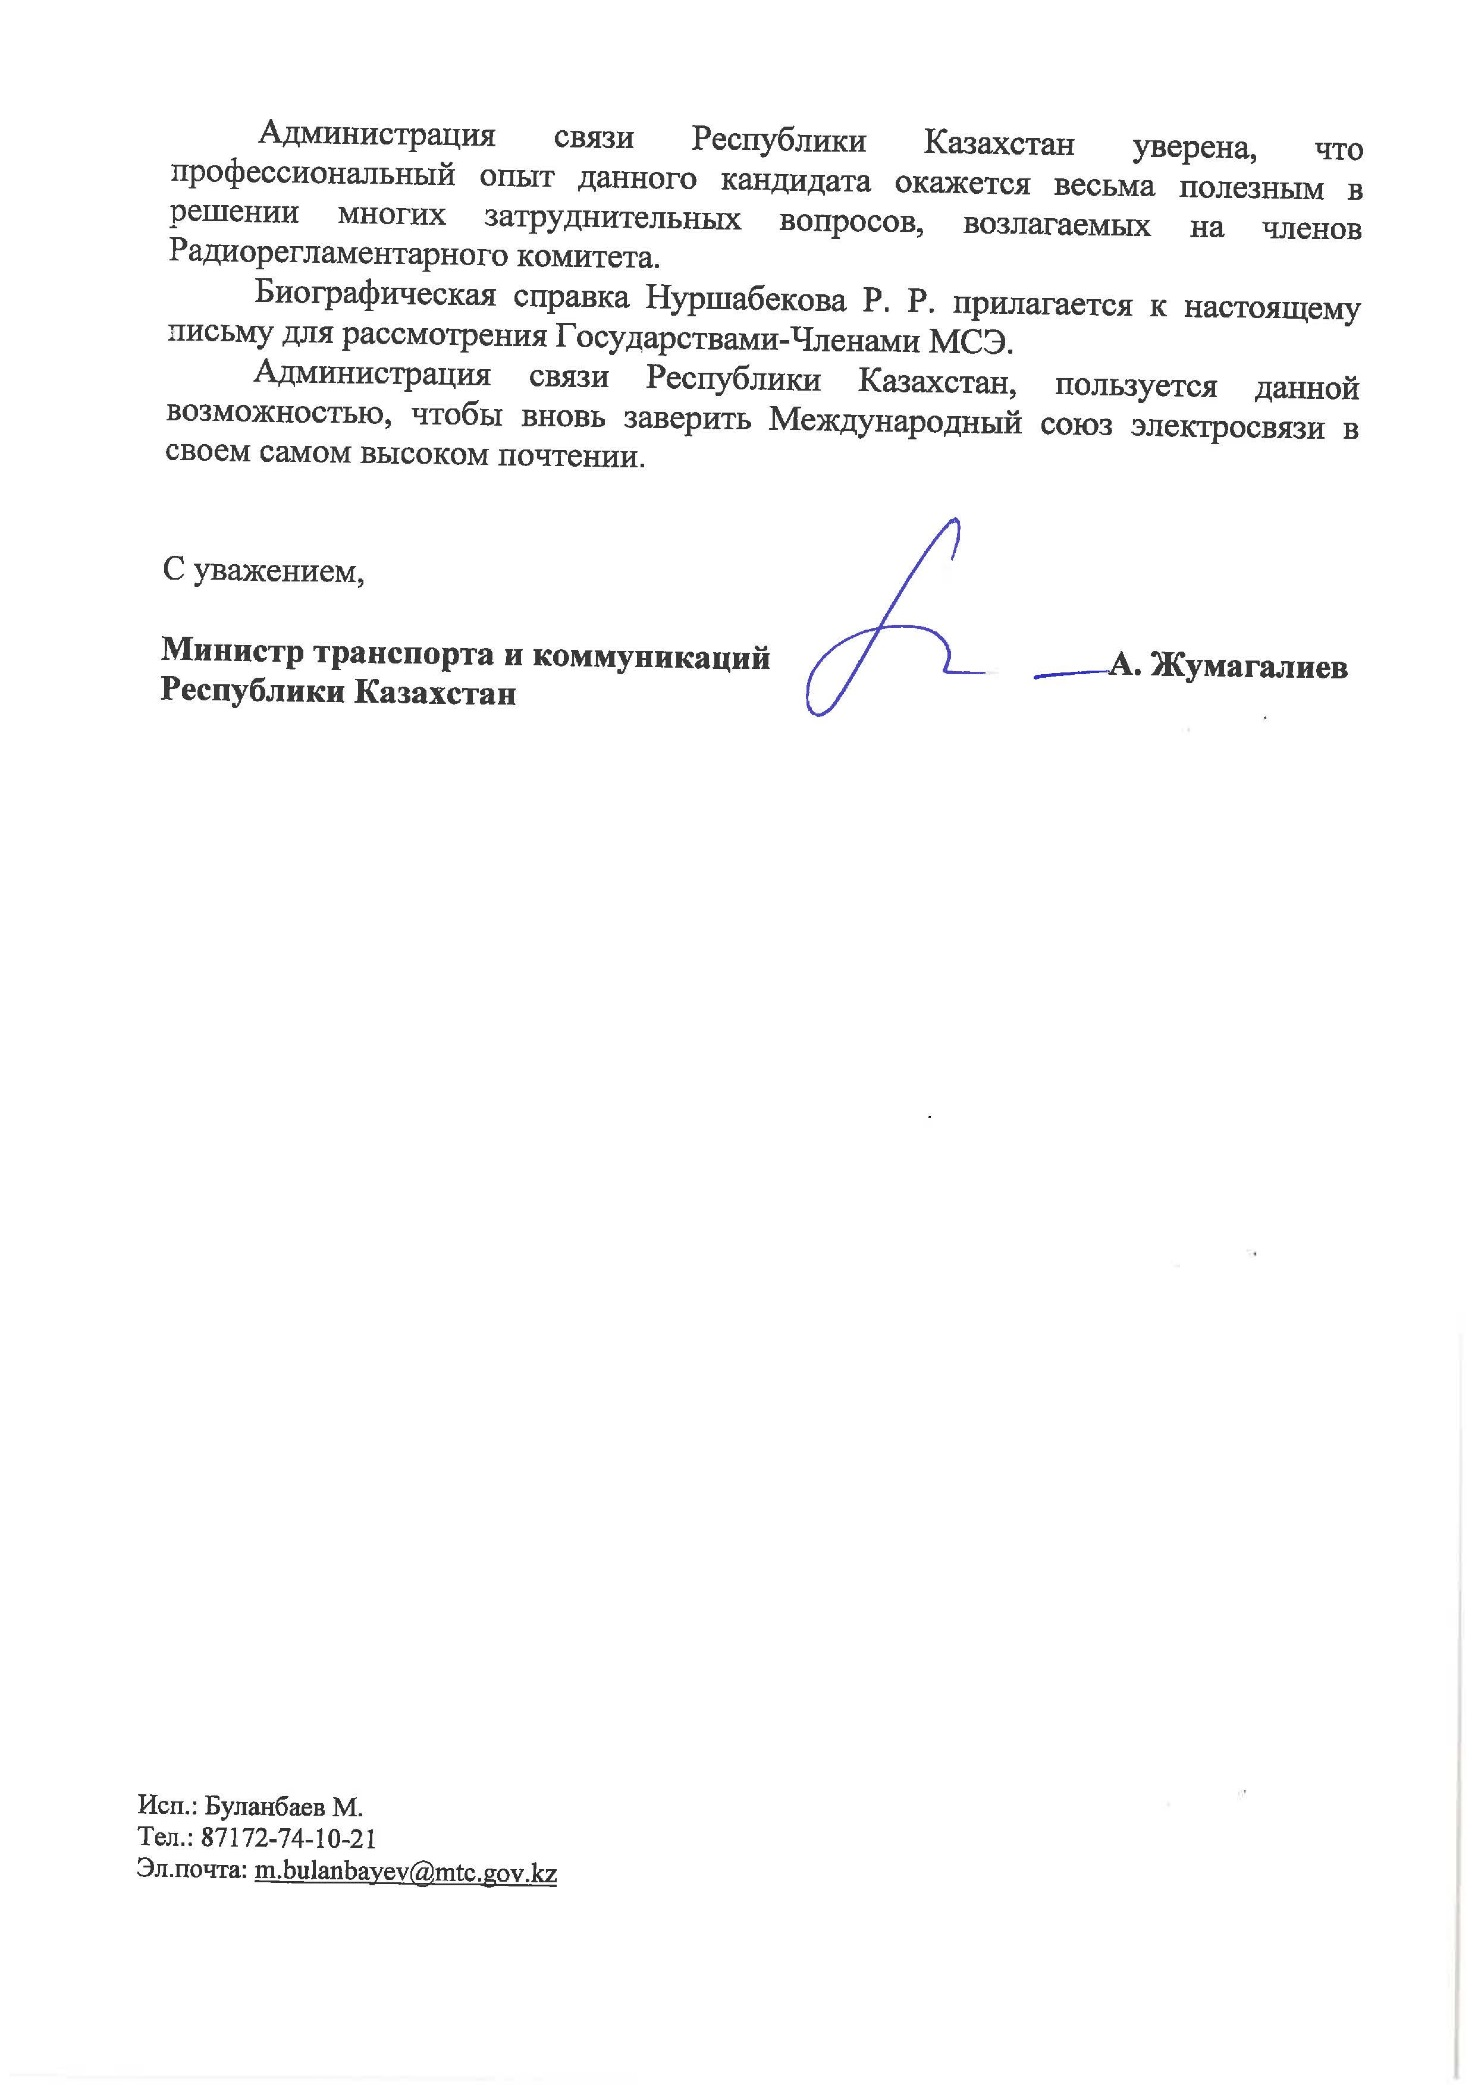 Администрация связи Республики Казахстан уверена, что
профессиональный опыт данного кандидата окажется весьма полезным в
решении многих затруднительных вопросов, возлагаемых на членов
Радиорегламентарного комитета.
Биографическая справка Нуршабекова Р. Р. прилагается к настоящему
письму для рассмотрения Государствами-Членами МСЭ.
Администрация связи Республики Казахстан, пользуется данной
возможностью, чтобы вновь заверить Международный союз электросвязи в
своем самом высоком почтении.
С уважением,
Министр транспорта и коммуникаций
Республики Казахстан
А. Жумагалиев
Исп.: Буланбаев М.
Тел.: 87172-74-10-21
Эл.почта: m.bulanbayev@mtc.gov.kz